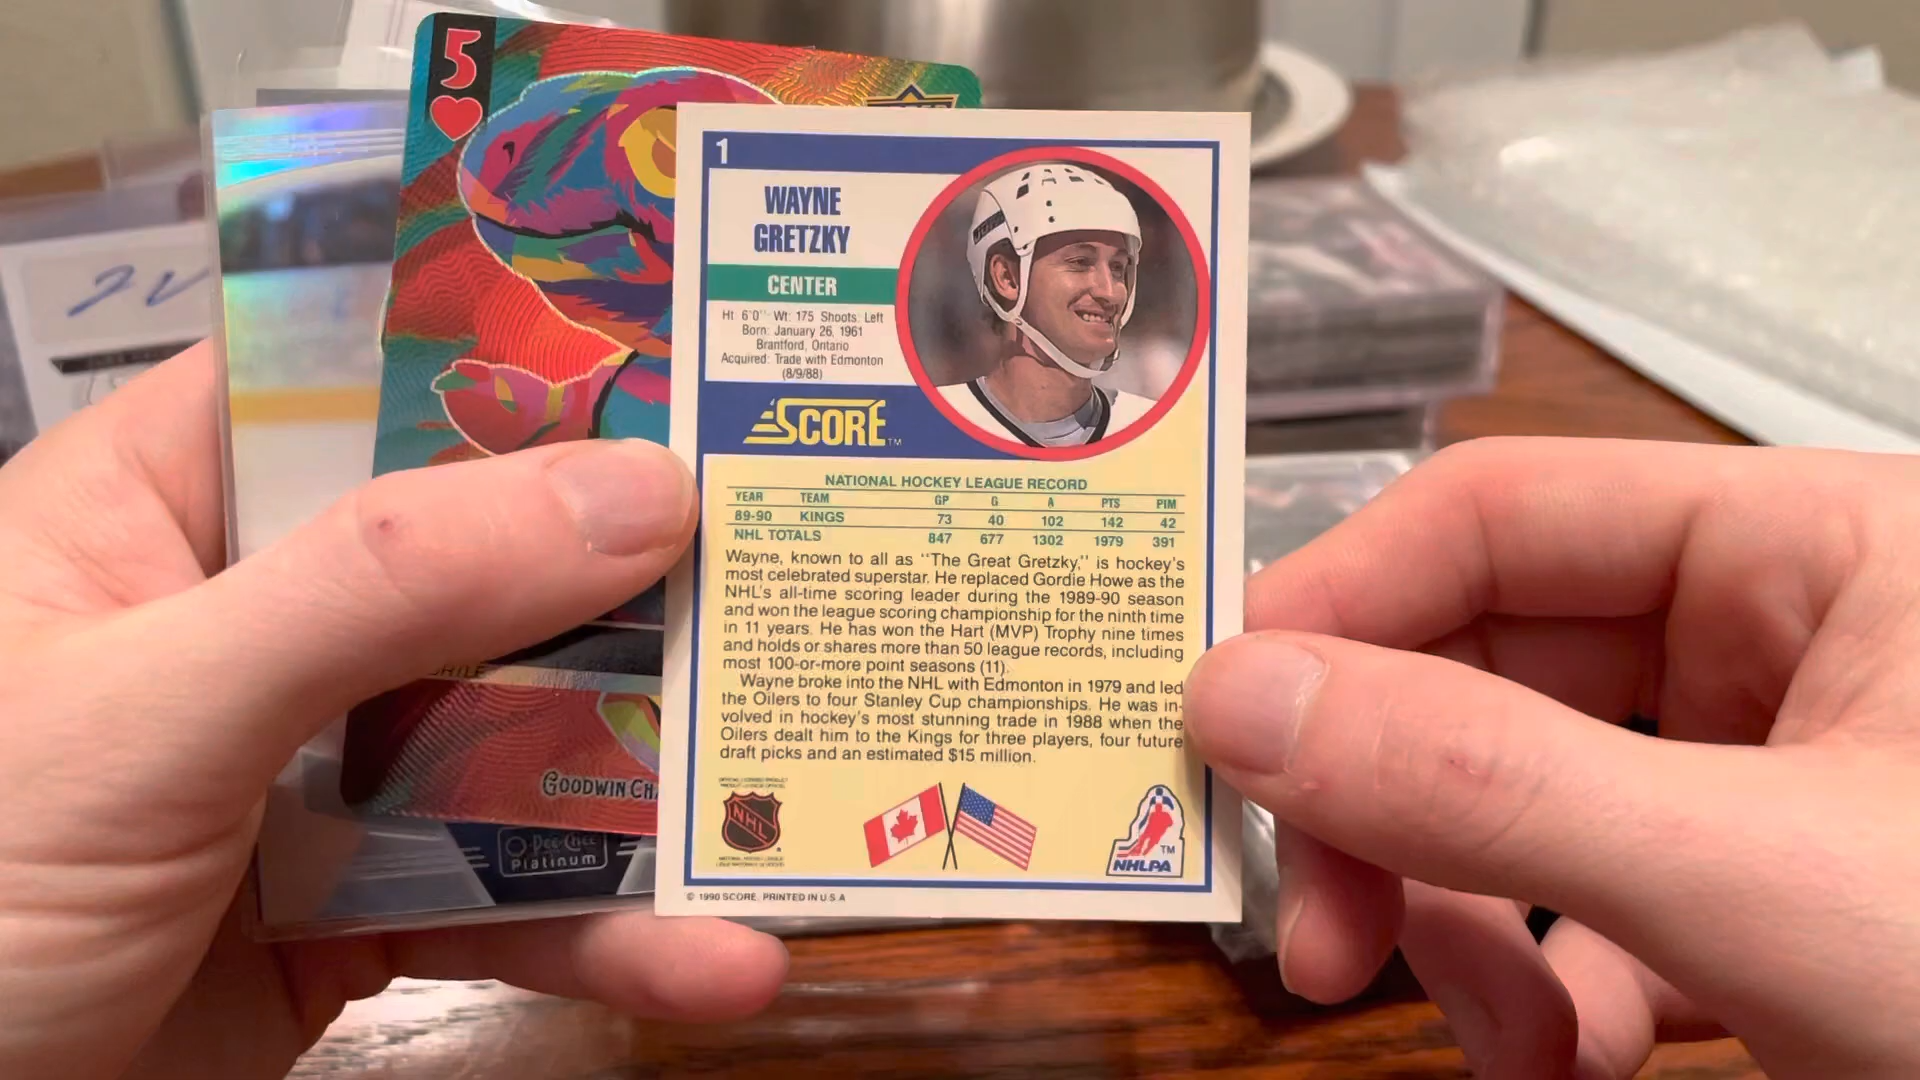 5
1
WAYNE
GRETZKY
CENTER
Ht: 6'0" Wt: 175 Shoots: Left
Born: January 26, 1961
Brantford, Ontario
Acquired: Trade with Edmonton
(8/9/88)
SCORE™
NATIONAL HOCKEY LEAGUE RECORD
YEAR TEAM GP G A PTS PIM
89-90 KINGS 73 40 102 142 42
NHL TOTALS 847 677 1302 1979 391
Wayne, known to all as "The Great Gretzky," is hockey's
most celebrated superstar. He replaced Gordie Howe as the
NHL's all-time scoring leader during the 1989-90 season
and won the league scoring championship for the ninth time
in 11 years. He has won the Hart (MVP) Trophy nine times
and holds or shares more than 50 league records, including
most 100-or-more point seasons (11).
Wayne broke into the NHL with Edmonton in 1979 and led
the Oilers to four Stanley Cup championships. He was in-
volved in hockey's most stunning trade in 1988 when the
Oilers dealt him to the Kings for three players, four future
draft picks and an estimated $15 million.
NHL
TM
NHLPA
© 1990 SCORE, PRINTED IN U.S.A
GOODWIN CH
O-Pee-Chee
Platinum